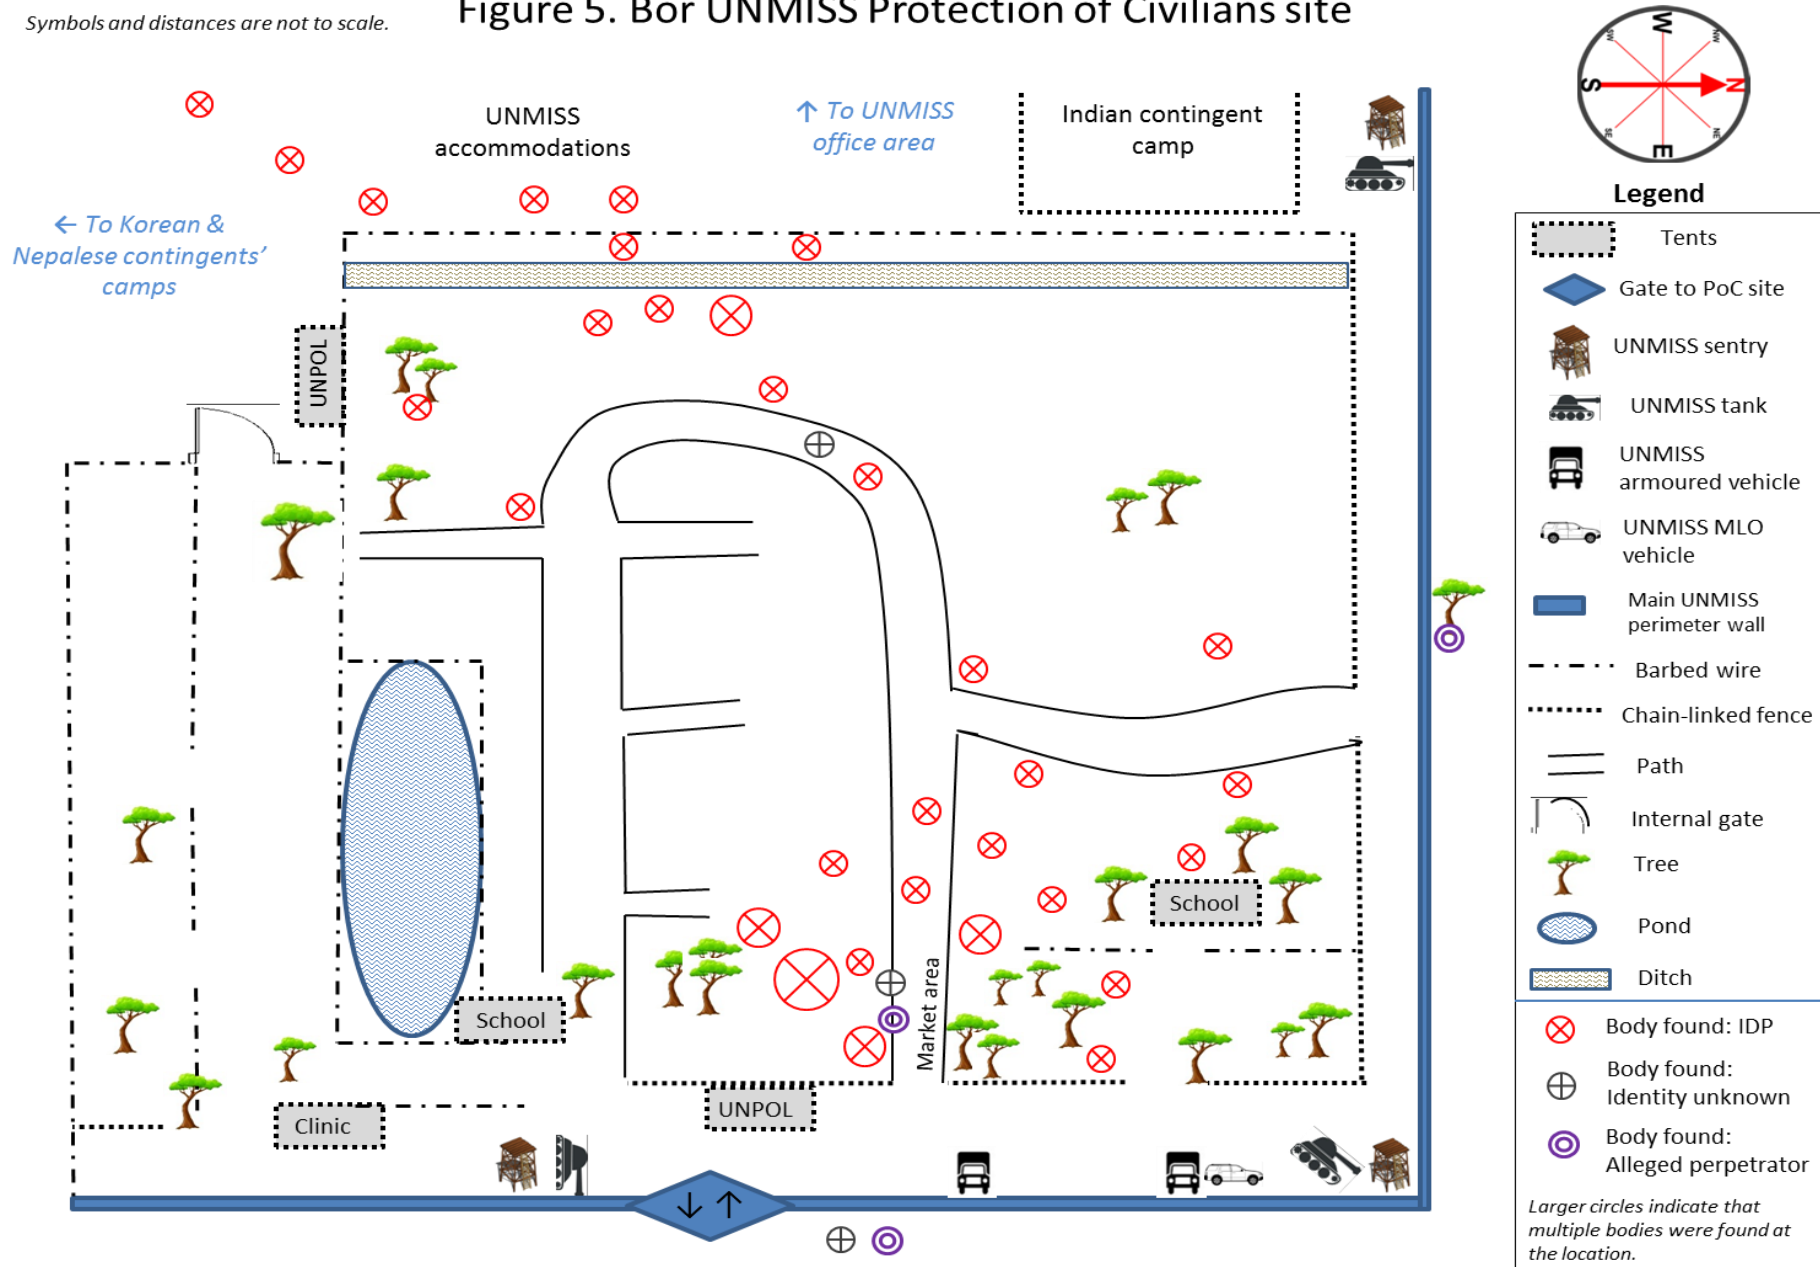 Figure 5. Bor UNMISS Protection of Civilians site
Symbols and distances are not to scale.
W
SW
NW
S
N
SE
NE
E
UNMISS
accommodations
↑ To UNMISS
office area
Indian contingent
camp
← To Korean &
Nepalese contingents’
camps
UNPOL
School
Market area
School
Clinic
UNPOL
↓ ↑
Legend
Tents
Gate to PoC site
UNMISS sentry
UNMISS tank
UNMISS
armoured vehicle
UNMISS MLO
vehicle
Main UNMISS
perimeter wall
Barbed wire
Chain-linked fence
Path
Internal gate
Tree
Pond
Ditch
Body found: IDP
Body found:
Identity unknown
Body found:
Alleged perpetrator
Larger circles indicate that
multiple bodies were found at
the location.